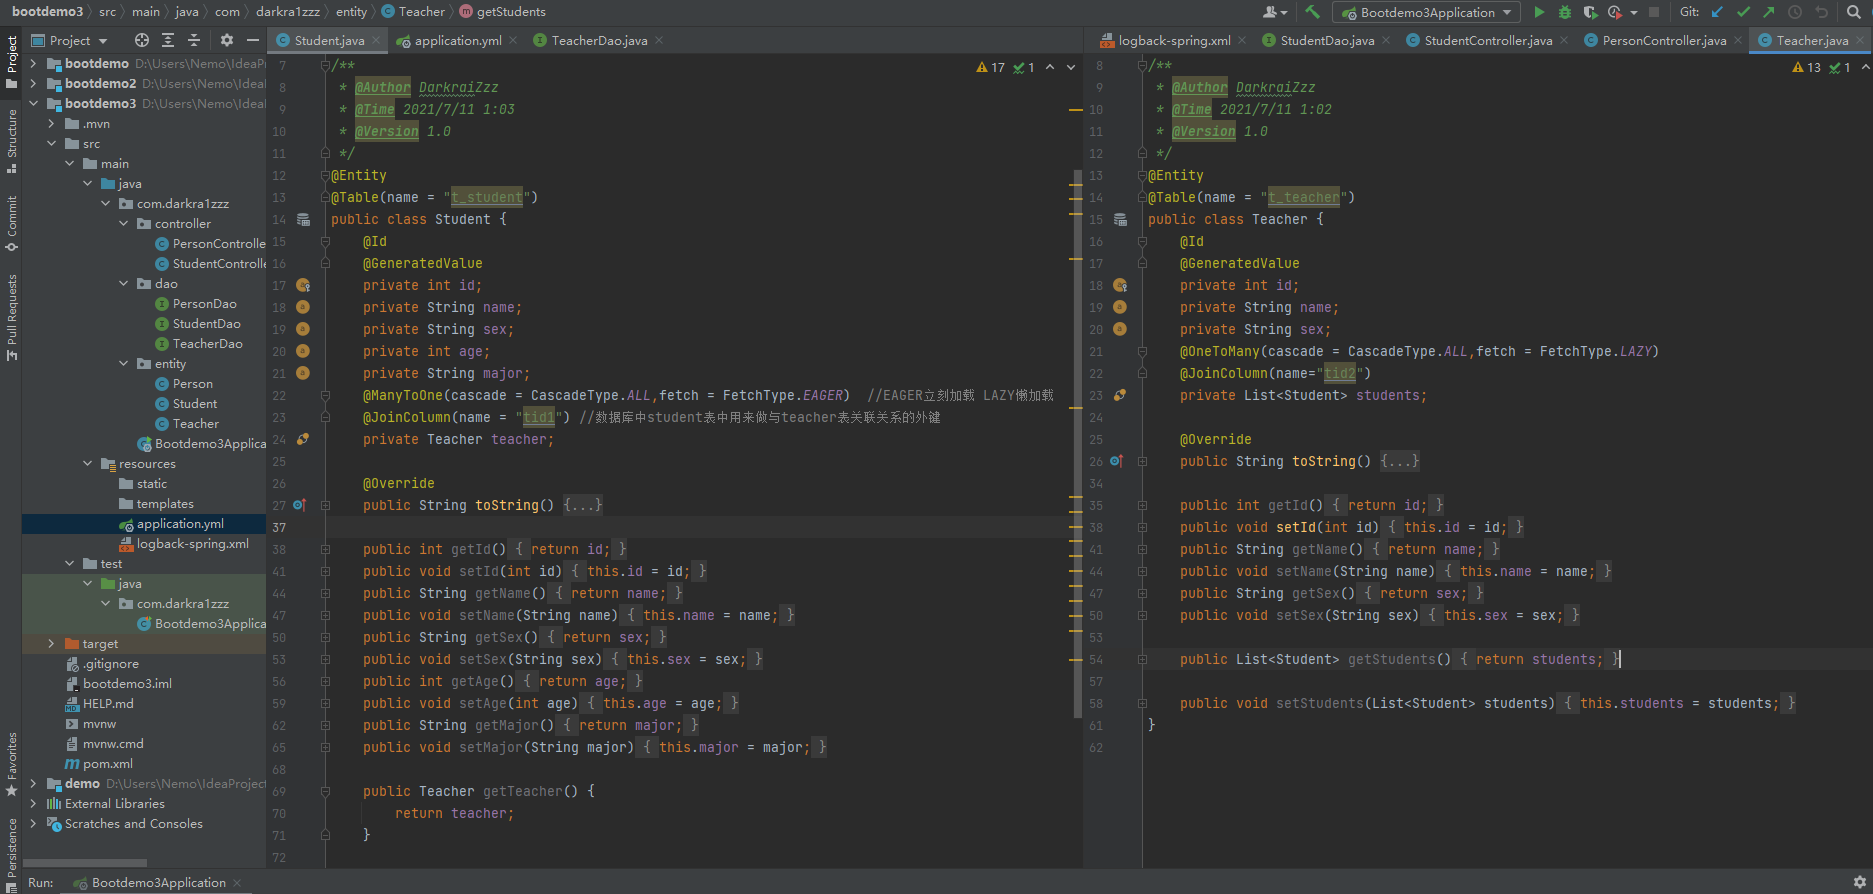 bootdemo3 src main java com darkra1zzz entity Teacher getStudents
Bootdemo3Application Git:
Project
Student.java application.yml TeacherDao.java
logback-spring.xml StudentDao.java StudentController.java PersonController.java Teacher.java
Project
Structure
Commit
Pull Requests
Favorites
Persistence
bootdemo D:\Users\Nemo\IdeaPr
bootdemo2 D:\Users\Nemo\Idea
bootdemo3 D:\Users\Nemo\Idea
.mvn
src
main
java
com.darkra1zzz
controller
PersonControlle
StudentControlle
dao
PersonDao
StudentDao
TeacherDao
entity
Person
Student
Teacher
Bootdemo3Applica
resources
static
templates
application.yml
logback-spring.xml
test
java
com.darkra1zzz
Bootdemo3Applica
target
.gitignore
bootdemo3.iml
HELP.md
mvnw
mvnw.cmd
pom.xml
demo D:\Users\Nemo\IdeaProject
External Libraries
Scratches and Consoles
17 1
7 /**
8 * @Author DarkraiZzz
9 * @Time 2021/7/11 1:03
10 * @Version 1.0
11 */
12 @Entity
13 @Table(name = "t_student")
14 public class Student {
15 @Id
16 @GeneratedValue
17 private int id;
18 private String name;
19 private String sex;
20 private int age;
21 private String major;
22 @ManyToOne(cascade = CascadeType.ALL,fetch = FetchType.EAGER) //EAGER立刻加载 LAZY懒加载
23 @JoinColumn(name = "tid1") //数据库中student表中用来做与teacher表关联关系的外键
24 private Teacher teacher;
25
26 @Override
27 public String toString() {...}
37
38 public int getId() { return id; }
41 public void setId(int id) { this.id = id; }
44 public String getName() { return name; }
47 public void setName(String name) { this.name = name; }
50 public String getSex() { return sex; }
53 public void setSex(String sex) { this.sex = sex; }
56 public int getAge() { return age; }
59 public void setAge(int age) { this.age = age; }
62 public String getMajor() { return major; }
65 public void setMajor(String major) { this.major = major; }
68
69 public Teacher getTeacher() {
70 return teacher;
71 }
72
13 1
8 /**
9 * @Author DarkraiZzz
10 * @Time 2021/7/11 1:02
11 * @Version 1.0
12 */
13 @Entity
14 @Table(name = "t_teacher")
15 public class Teacher {
16 @Id
17 @GeneratedValue
18 private int id;
19 private String name;
20 private String sex;
21 @OneToMany(cascade = CascadeType.ALL,fetch = FetchType.LAZY)
22 @JoinColumn(name="tid2")
23 private List<Student> students;
24
25 @Override
26 public String toString() {...}
34
35 public int getId() { return id; }
38 public void setId(int id) { this.id = id; }
41 public String getName() { return name; }
44 public void setName(String name) { this.name = name; }
47 public String getSex() { return sex; }
50 public void setSex(String sex) { this.sex = sex; }
53
54 public List<Student> getStudents() { return students; }
57
58 public void setStudents(List<Student> students) { this.students = students; }
61 }
62
Run: Bootdemo3Application